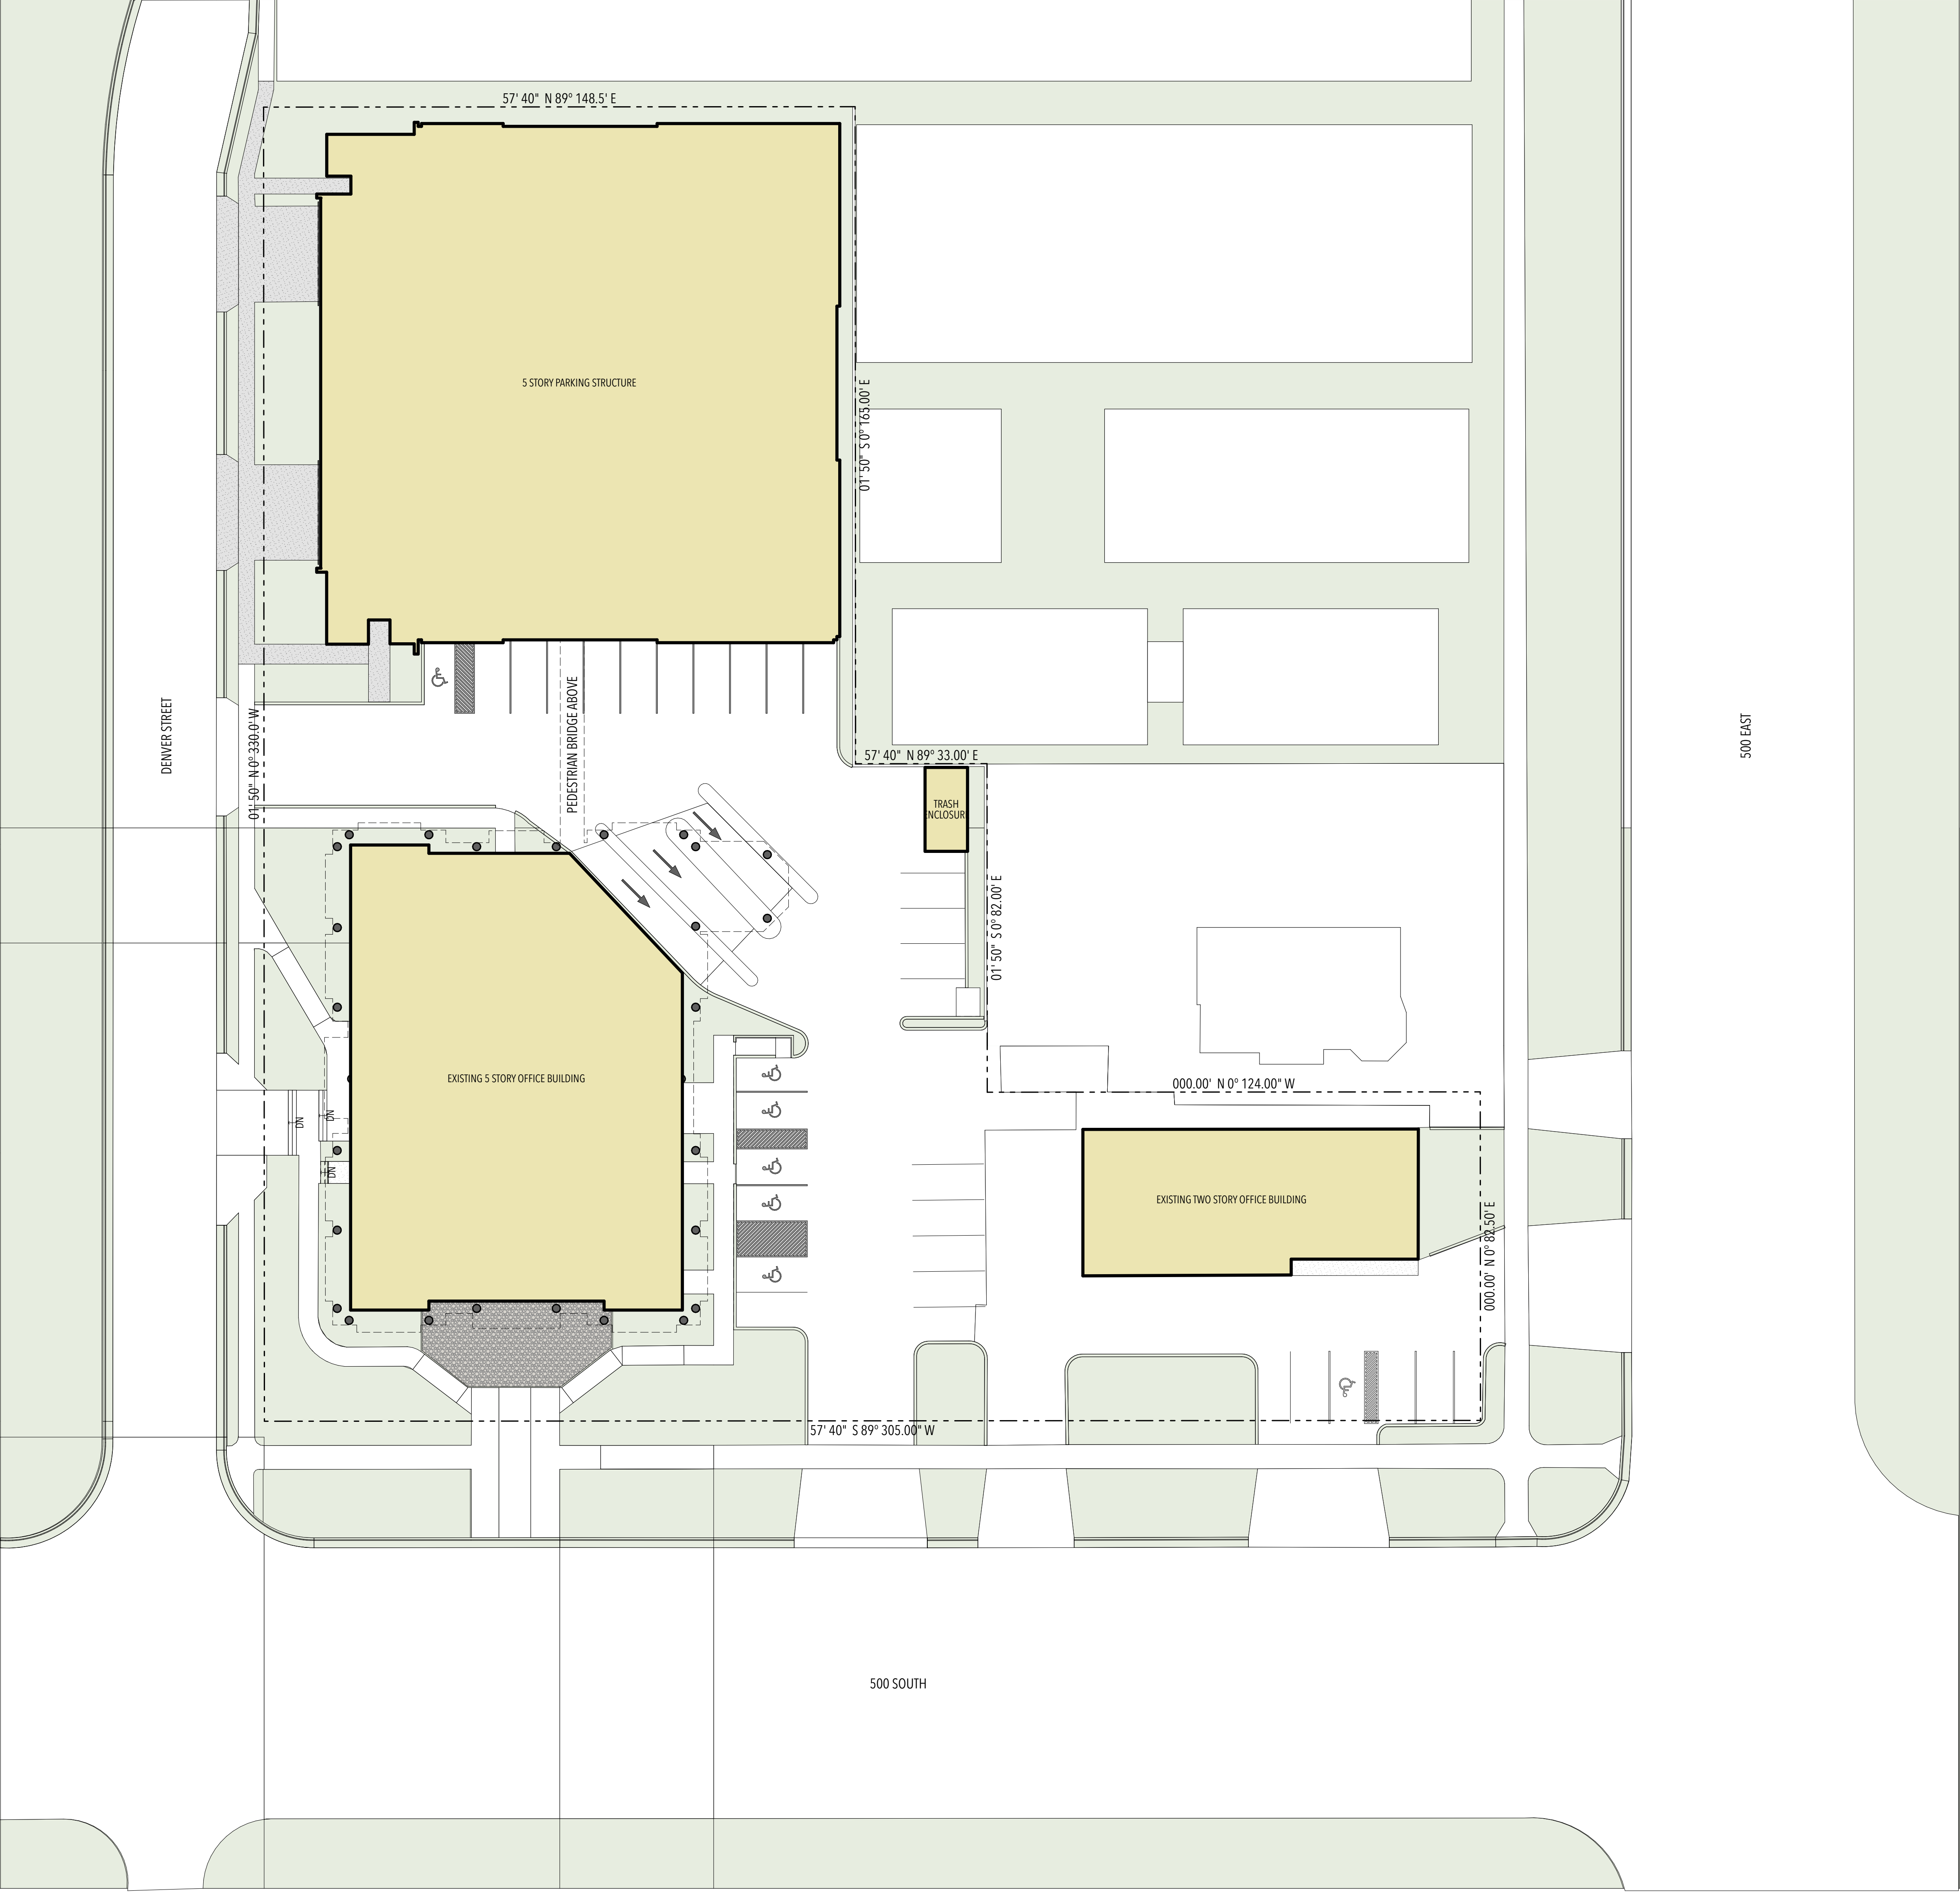 57' 40" N 89° 148.5' E
5 STORY PARKING STRUCTURE
01' 50" S 0° 165.00' E
DENVER STREET
01' 50" N 0° 330.0' W
PEDESTRIAN BRIDGE ABOVE
500 EAST
57' 40" N 89° 33.00' E
TRASH
ENCLOSUR
01' 50" S 0° 82.00' E
EXISTING 5 STORY OFFICE BUILDING
000.00' N 0° 124.00" W
DN
DN
DN
EXISTING TWO STORY OFFICE BUILDING
000.00' N 0° 82.50' E
57' 40" S 89° 305.00" W
500 SOUTH